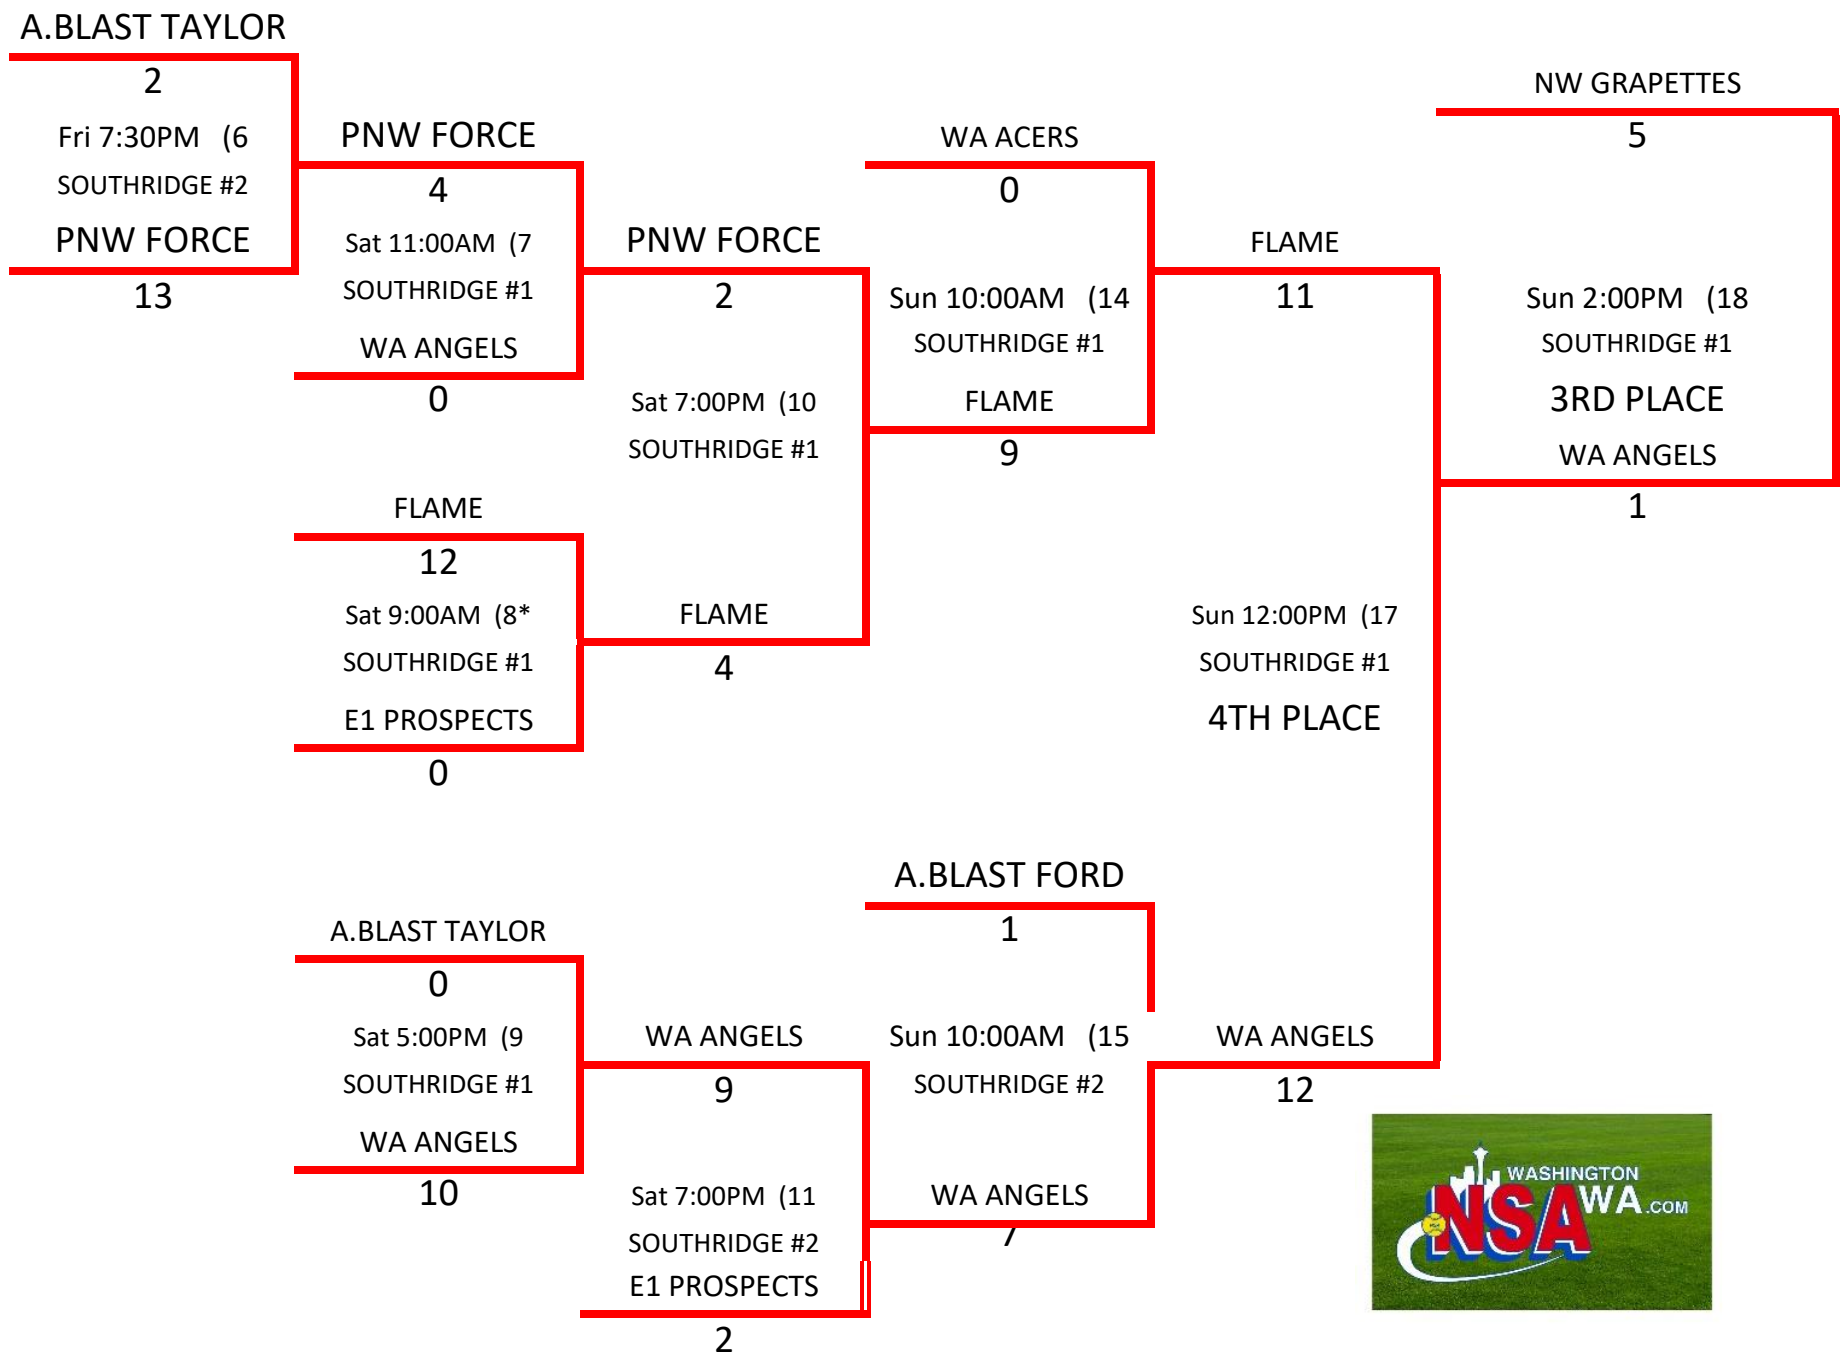 A.BLAST TAYLOR
2
Fri 7:30PM (6
SOUTHRIDGE #2
PNW FORCE
13
PNW FORCE
4
Sat 11:00AM (7
SOUTHRIDGE #1
WA ANGELS
0
FLAME
12
Sat 9:00AM (8*
SOUTHRIDGE #1
E1 PROSPECTS
0
A.BLAST TAYLOR
0
Sat 5:00PM (9
SOUTHRIDGE #1
WA ANGELS
10
PNW FORCE
2
Sat 7:00PM (10
SOUTHRIDGE #1
FLAME
4
WA ANGELS
9
Sat 7:00PM (11
SOUTHRIDGE #2
E1 PROSPECTS
2
WA ACERS
0
Sun 10:00AM (14
SOUTHRIDGE #1
FLAME
9
A.BLAST FORD
1
Sun 10:00AM (15
SOUTHRIDGE #2
WA ANGELS
7
FLAME
11
Sun 12:00PM (17
SOUTHRIDGE #1
4TH PLACE
WA ANGELS
12
NW GRAPETTES
5
Sun 2:00PM (18
SOUTHRIDGE #1
3RD PLACE
WA ANGELS
1
WASHINGTON
NSAWA.COM